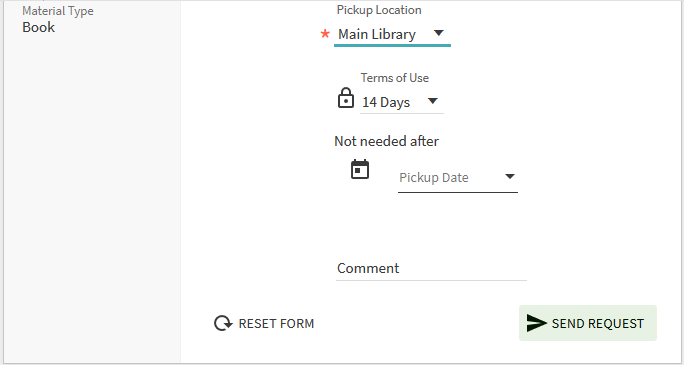 Material Type
Book
Pickup Location
* Main Library
Terms of Use
14 Days
Not needed after
Pickup Date
Comment
RESET FORM
SEND REQUEST